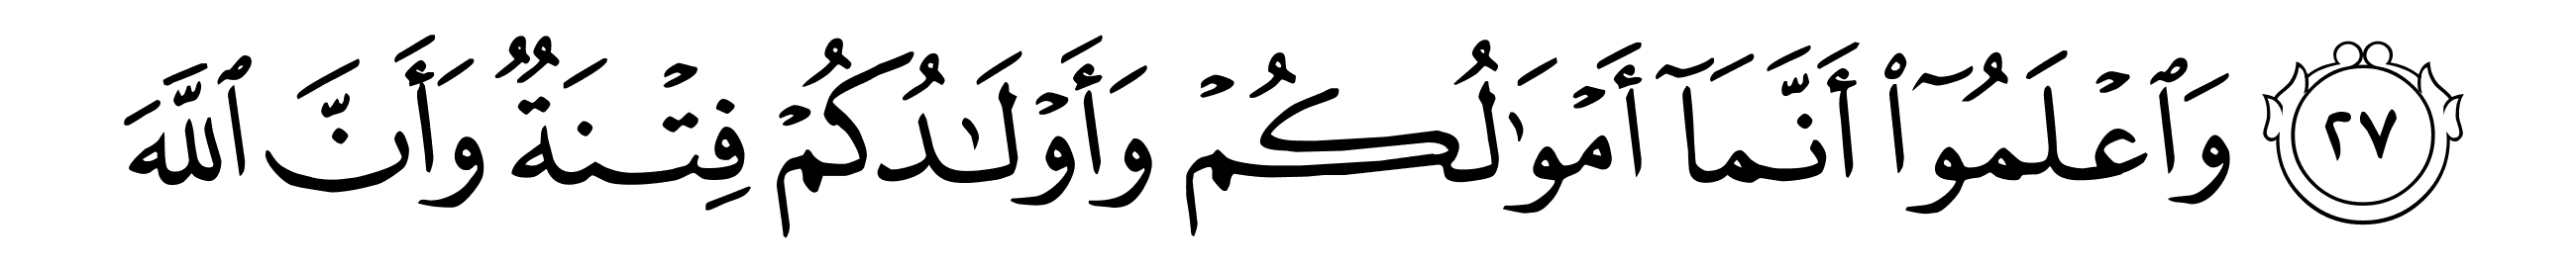 ٢٧ وَٱعۡلَمُوٓاْ أَنَّمَآ أَمۡوَٰلُكُمۡ وَأَوۡلَٰدُكُمۡ فِتۡنَةٞ وَأَنَّ ٱللَّهَ